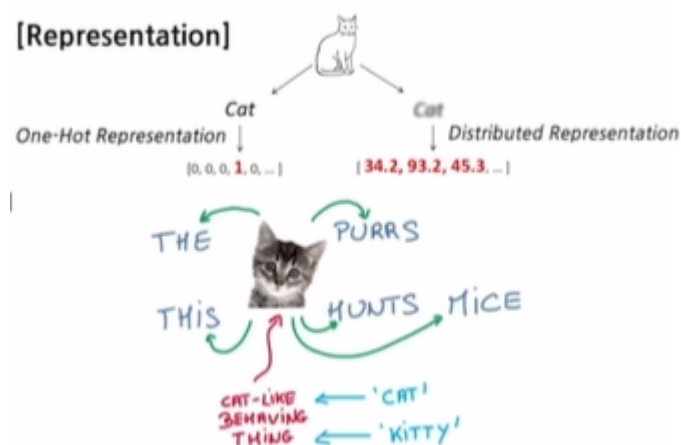 [Representation]
Cat
Cat
One-Hot Representation
Distributed Representation
[0, 0, 0, 1, 0, ... ]
[ 34.2, 93.2, 45.3, ... ]
THE
PURRS
THIS
HUNTS
MICE
CAT-LIKE
BEHAVING
THING
'CAT'
'KITTY'